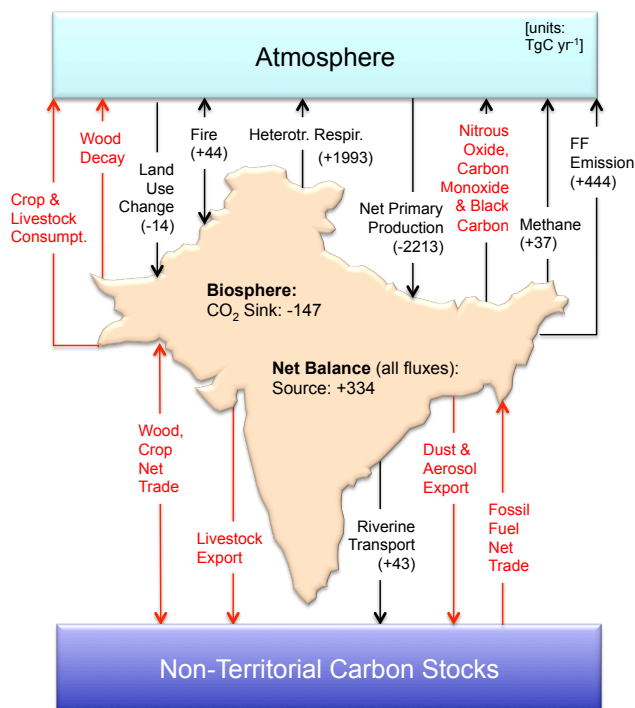 Atmosphere
[units:
TgC yr-1]
Crop &
Livestock
Consumpt.
Wood
Decay
Land
Use
Change
(-14)
Fire
(+44)
Heterotr. Respir.
(+1993)
Net Primary
Production
(-2213)
Nitrous
Oxide,
Carbon
Monoxide
& Black
Carbon
Methane
(+37)
FF
Emission
(+444)
Biosphere:
CO2 Sink: -147
Net Balance (all fluxes):
Source: +334
Wood,
Crop
Net
Trade
Livestock
Export
Riverine
Transport
(+43)
Dust &
Aerosol
Export
Fossil
Fuel
Net
Trade
Non-Territorial Carbon Stocks